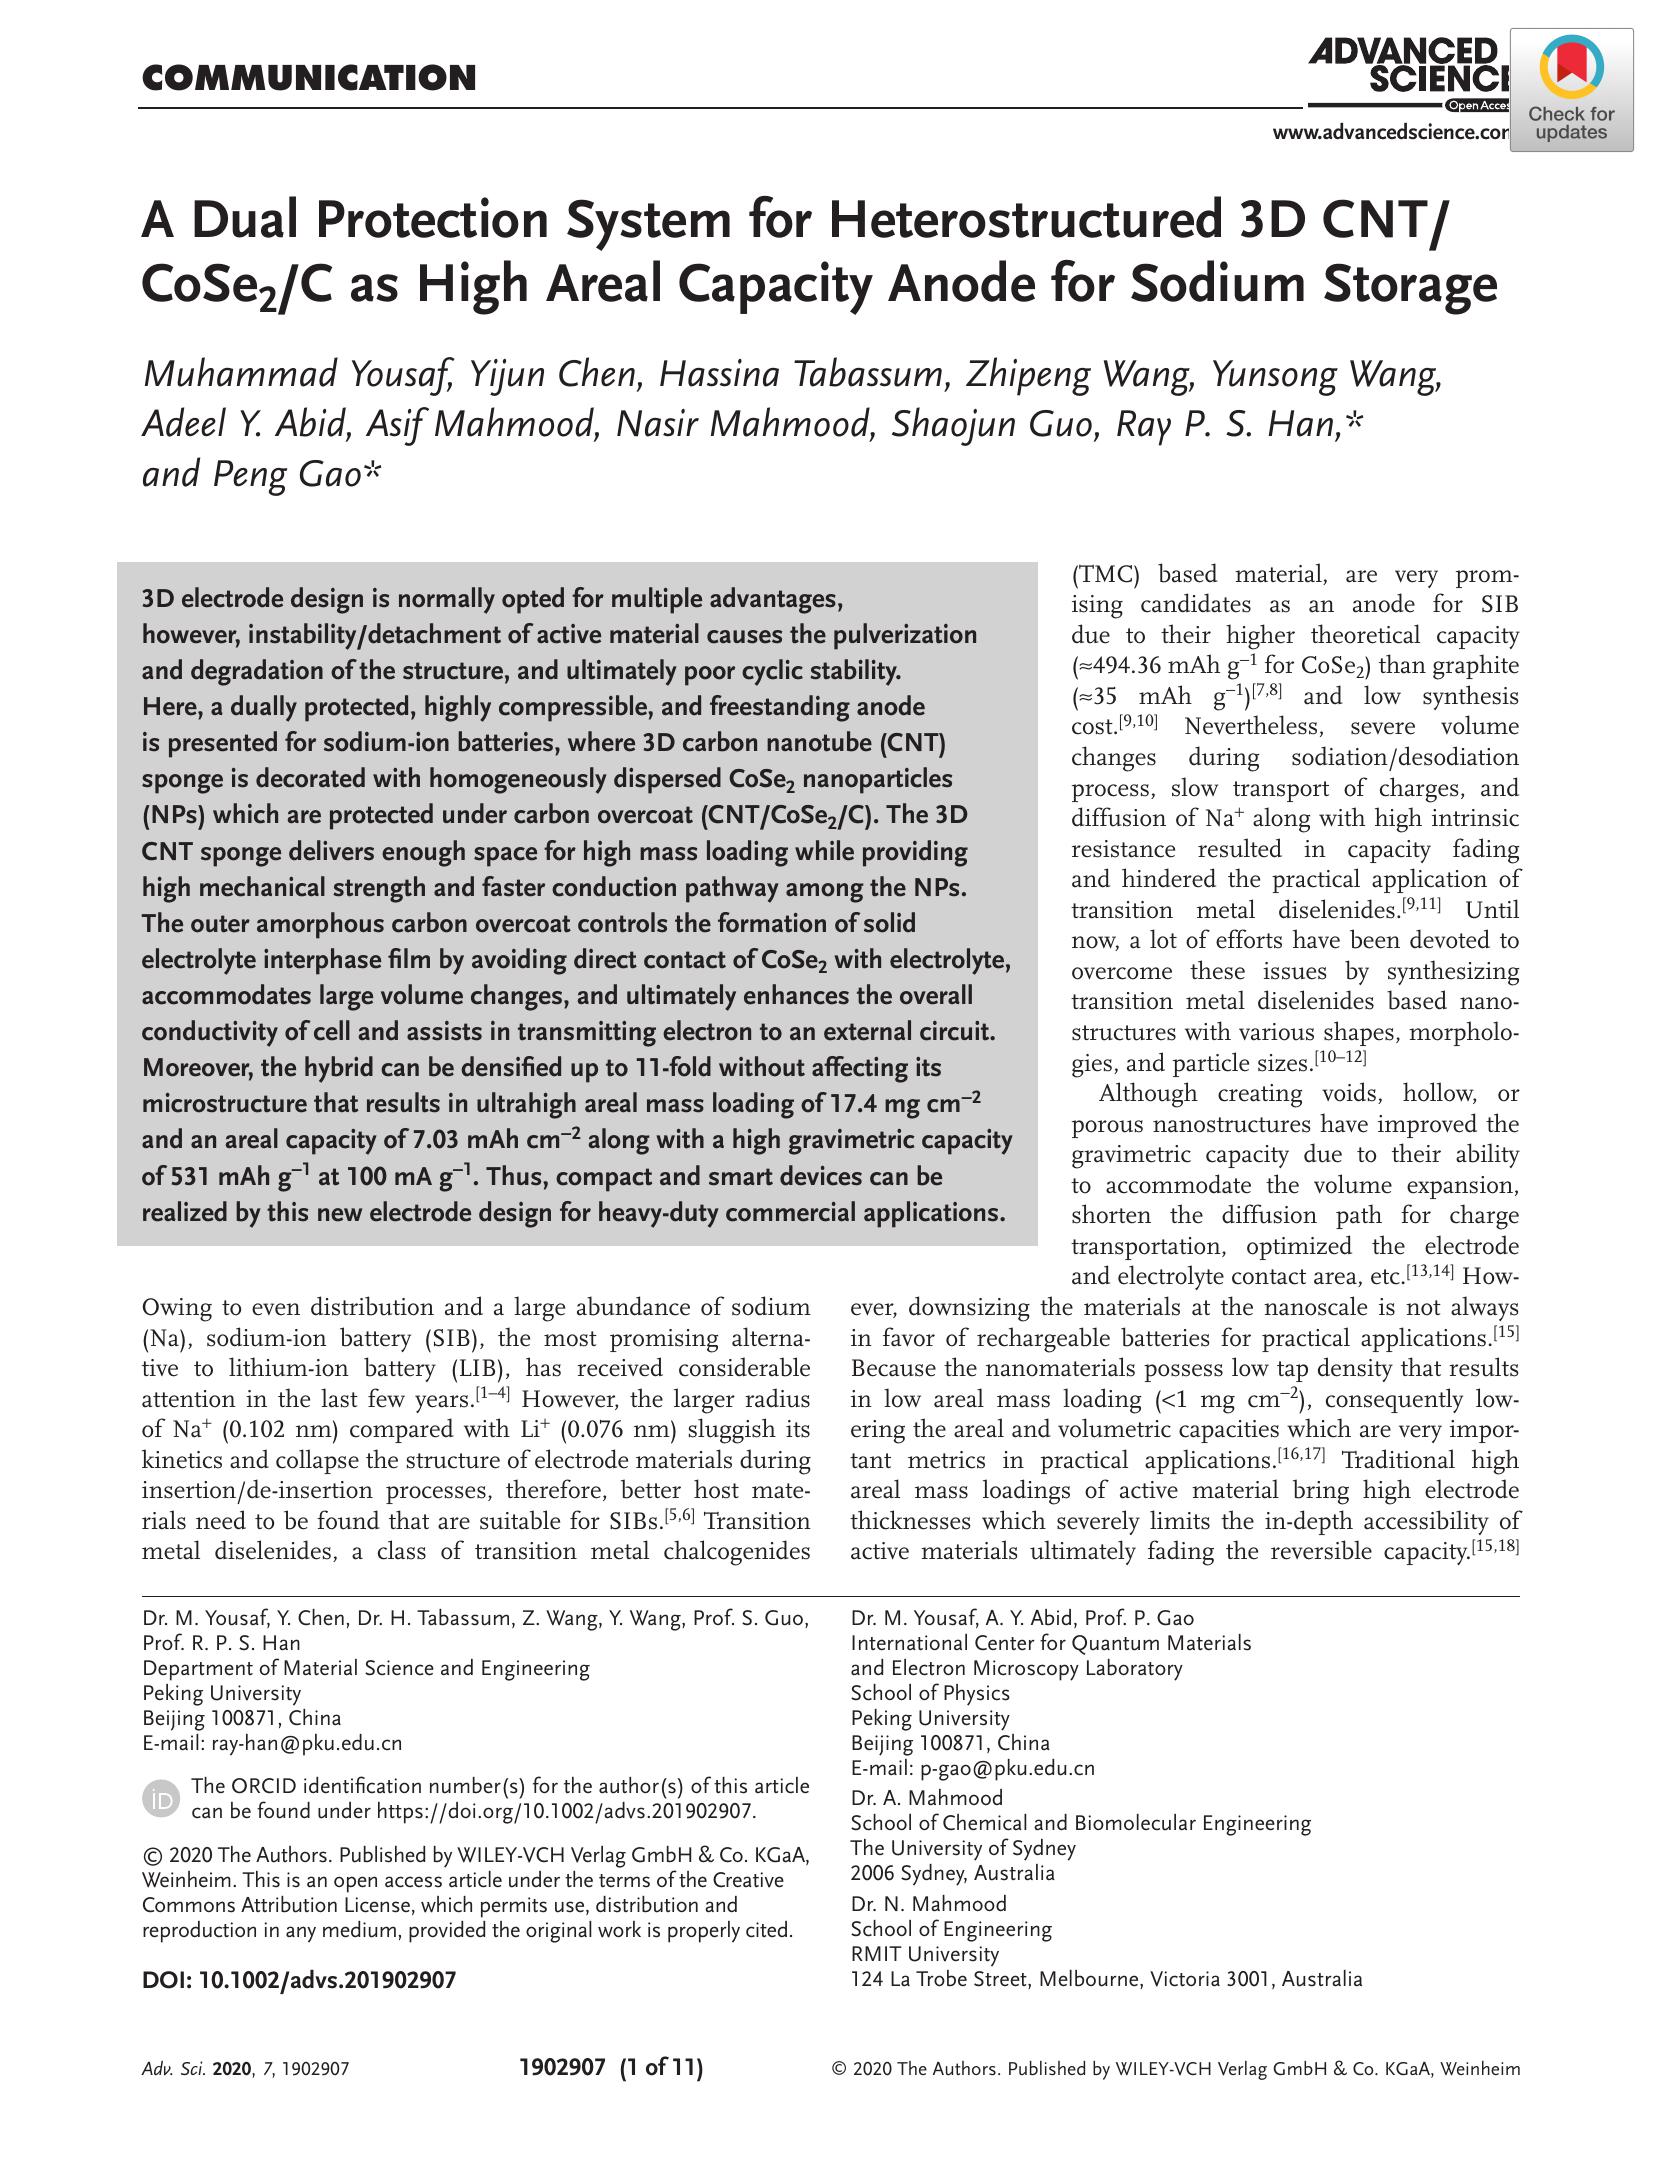 COMMUNICATION
ADVANCED
SCIENCE
Open Acces
www.advancedscience.com
Check for
updates
A Dual Protection System for Heterostructured 3D CNT/
CoSe₂/C as High Areal Capacity Anode for Sodium Storage
Muhammad Yousaf, Yijun Chen, Hassina Tabassum, Zhipeng Wang, Yunsong Wang,
Adeel Y. Abid, Asif Mahmood, Nasir Mahmood, Shaojun Guo, Ray P. S. Han,*
and Peng Gao*
3D electrode design is normally opted for multiple advantages,
however, instability/detachment of active material causes the pulverization
and degradation of the structure, and ultimately poor cyclic stability.
Here, a dually protected, highly compressible, and freestanding anode
is presented for sodium-ion batteries, where 3D carbon nanotube (CNT)
sponge is decorated with homogeneously dispersed CoSe₂ nanoparticles
(NPs) which are protected under carbon overcoat (CNT/CoSe₂/C). The 3D
CNT sponge delivers enough space for high mass loading while providing
high mechanical strength and faster conduction pathway among the NPs.
The outer amorphous carbon overcoat controls the formation of solid
electrolyte interphase film by avoiding direct contact of CoSe₂ with electrolyte,
accommodates large volume changes, and ultimately enhances the overall
conductivity of cell and assists in transmitting electron to an external circuit.
Moreover, the hybrid can be densified up to 11-fold without affecting its
microstructure that results in ultrahigh areal mass loading of 17.4 mg cm⁻²
and an areal capacity of 7.03 mAh cm⁻² along with a high gravimetric capacity
of 531 mAh g⁻¹ at 100 mA g⁻¹. Thus, compact and smart devices can be
realized by this new electrode design for heavy-duty commercial applications.
Owing to even distribution and a large abundance of sodium
(Na), sodium-ion battery (SIB), the most promising alterna-
tive to lithium-ion battery (LIB), has received considerable
attention in the last few years.[1–4] However, the larger radius
of Na⁺ (0.102 nm) compared with Li⁺ (0.076 nm) sluggish its
kinetics and collapse the structure of electrode materials during
insertion/de-insertion processes, therefore, better host mate-
rials need to be found that are suitable for SIBs.[5,6] Transition
metal diselenides, a class of transition metal chalcogenides
(TMC) based material, are very prom-
ising candidates as an anode for SIB
due to their higher theoretical capacity
(≈494.36 mAh g⁻¹ for CoSe₂) than graphite
(≈35 mAh g⁻¹)[7,8] and low synthesis
cost.[9,10] Nevertheless, severe volume
changes during sodiation/desodiation
process, slow transport of charges, and
diffusion of Na⁺ along with high intrinsic
resistance resulted in capacity fading
and hindered the practical application of
transition metal diselenides.[9,11] Until
now, a lot of efforts have been devoted to
overcome these issues by synthesizing
transition metal diselenides based nano-
structures with various shapes, morpholo-
gies, and particle sizes.[10–12]
Although creating voids, hollow, or
porous nanostructures have improved the
gravimetric capacity due to their ability
to accommodate the volume expansion,
shorten the diffusion path for charge
transportation, optimized the electrode
and electrolyte contact area, etc.[13,14] How-
ever, downsizing the materials at the nanoscale is not always
in favor of rechargeable batteries for practical applications.[15]
Because the nanomaterials possess low tap density that results
in low areal mass loading (<1 mg cm⁻²), consequently low-
ering the areal and volumetric capacities which are very impor-
tant metrics in practical applications.[16,17] Traditional high
areal mass loadings of active material bring high electrode
thicknesses which severely limits the in-depth accessibility of
active materials ultimately fading the reversible capacity.[15,18]
Dr. M. Yousaf, Y. Chen, Dr. H. Tabassum, Z. Wang, Y. Wang, Prof. S. Guo,
Prof. R. P. S. Han
Department of Material Science and Engineering
Peking University
Beijing 100871, China
E-mail: ray-han@pku.edu.cn
iD
The ORCID identification number(s) for the author(s) of this article
can be found under https://doi.org/10.1002/advs.201902907.
© 2020 The Authors. Published by WILEY-VCH Verlag GmbH & Co. KGaA,
Weinheim. This is an open access article under the terms of the Creative
Commons Attribution License, which permits use, distribution and
reproduction in any medium, provided the original work is properly cited.
DOI: 10.1002/advs.201902907
Dr. M. Yousaf, A. Y. Abid, Prof. P. Gao
International Center for Quantum Materials
and Electron Microscopy Laboratory
School of Physics
Peking University
Beijing 100871, China
E-mail: p-gao@pku.edu.cn
Dr. A. Mahmood
School of Chemical and Biomolecular Engineering
The University of Sydney
2006 Sydney, Australia
Dr. N. Mahmood
School of Engineering
RMIT University
124 La Trobe Street, Melbourne, Victoria 3001, Australia
Adv. Sci. 2020, 7, 1902907
1902907 (1 of 11)
© 2020 The Authors. Published by WILEY-VCH Verlag GmbH & Co. KGaA, Weinheim